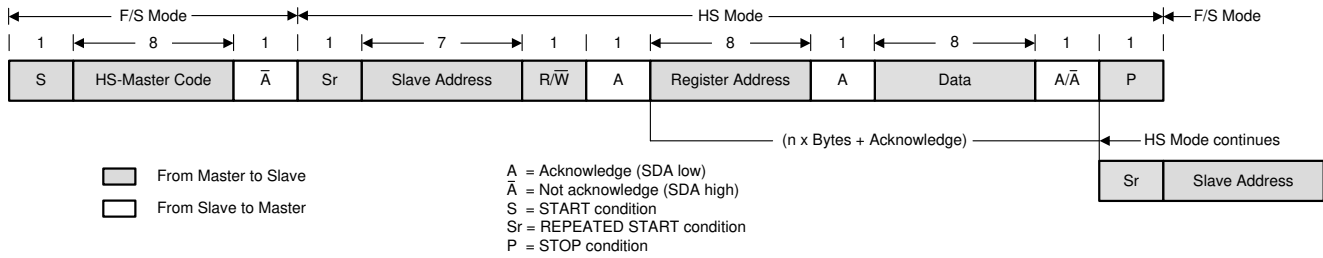 F/S Mode HS Mode F/S Mode
1 8 1 1 7 1 1 8 1 8 1 1
S HS-Master Code A̅ Sr Slave Address R/W̅ A Register Address A Data A/A̅ P
(n x Bytes + Acknowledge) HS Mode continues
Sr Slave Address
From Master to Slave
From Slave to Master
A = Acknowledge (SDA low)
A̅ = Not acknowledge (SDA high)
S = START condition
Sr = REPEATED START condition
P = STOP condition